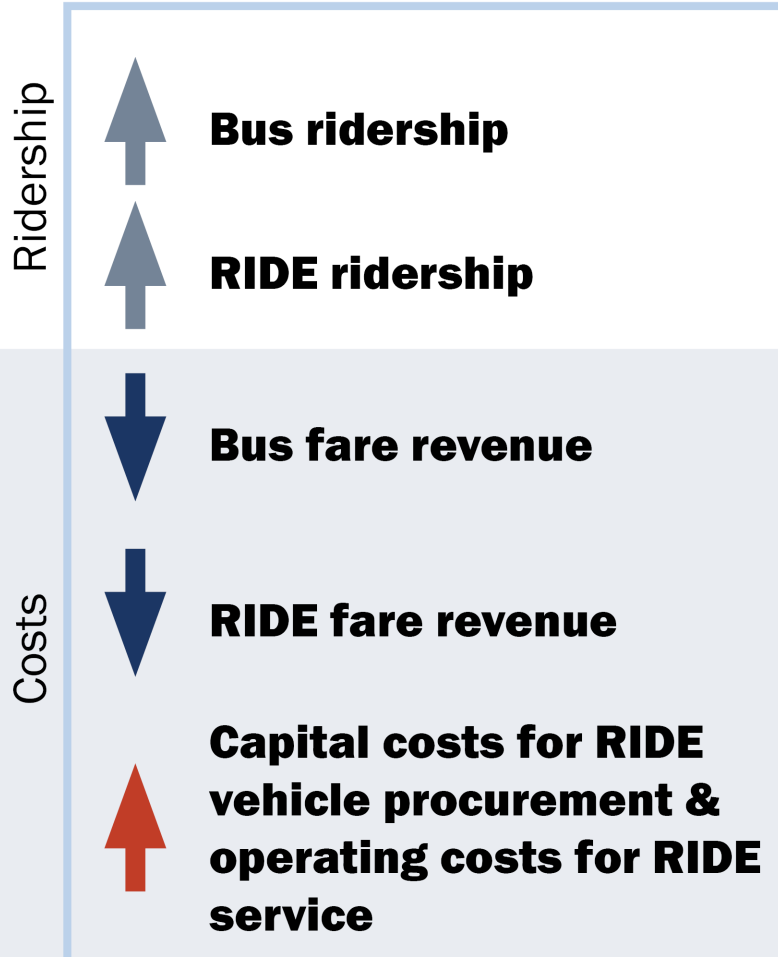 Ridership
Bus ridership
RIDE ridership
Costs
Bus fare revenue
RIDE fare revenue
Capital costs for RIDE
vehicle procurement &
operating costs for RIDE
service